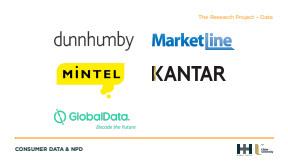 The Research Project - Data
dunnhumby
MarketLine
MiNTEL
KANTAR
GlobalData.
Decode the Future
CONSUMER DATA & NPD